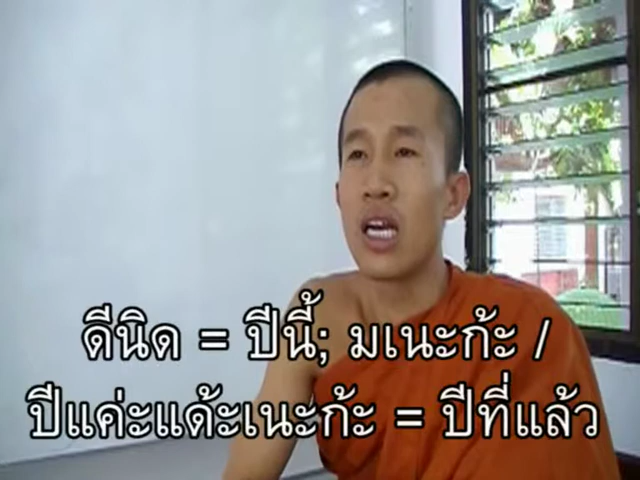 ดีนิด = ปีนี้; มเนะก้ะ /
ปีแค่ะแด้ะเนะก้ะ = ปีที่แล้ว